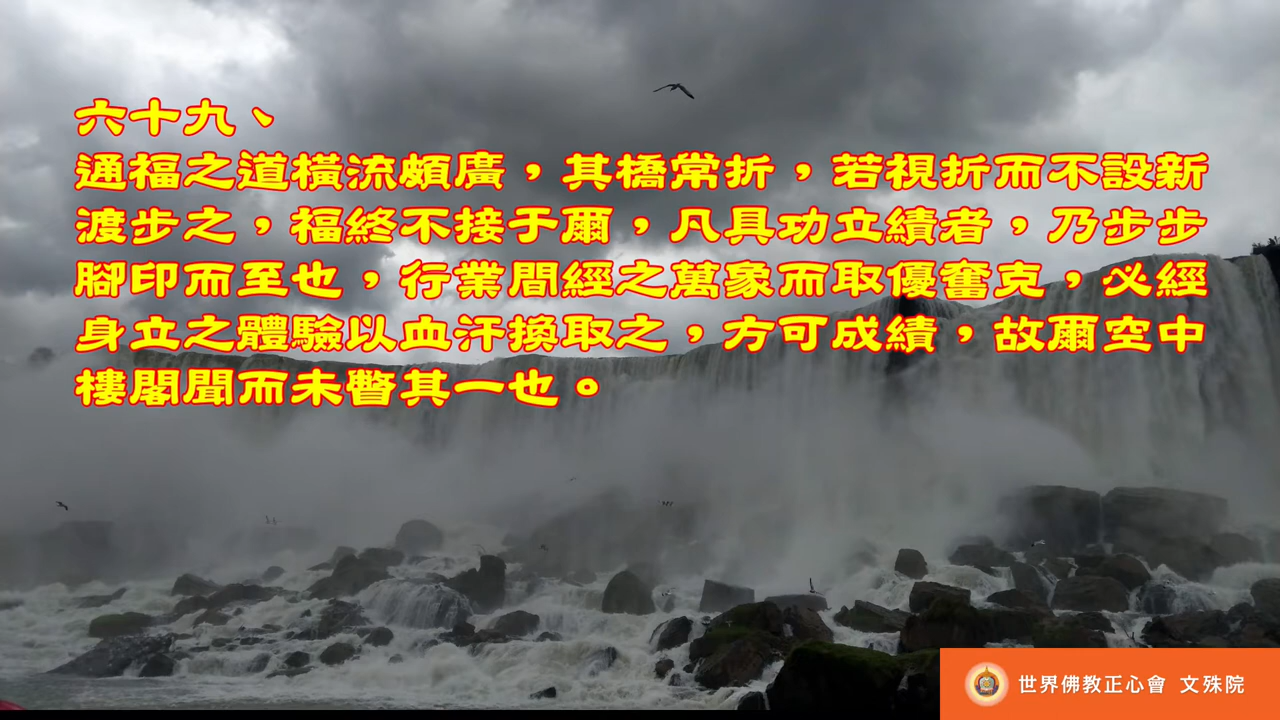 六十九、
通福之道橫流頗廣，其橋常折，若視折而不設新
渡步之，福終不接于爾，凡具功立績者，乃步步
腳印而至也，行業間經之萬象而取優奮克，必經
身立之體驗以血汗換取之，方可成績，故爾空中
樓閣聞而未瞥其一也。
世界佛教正心會 文殊院